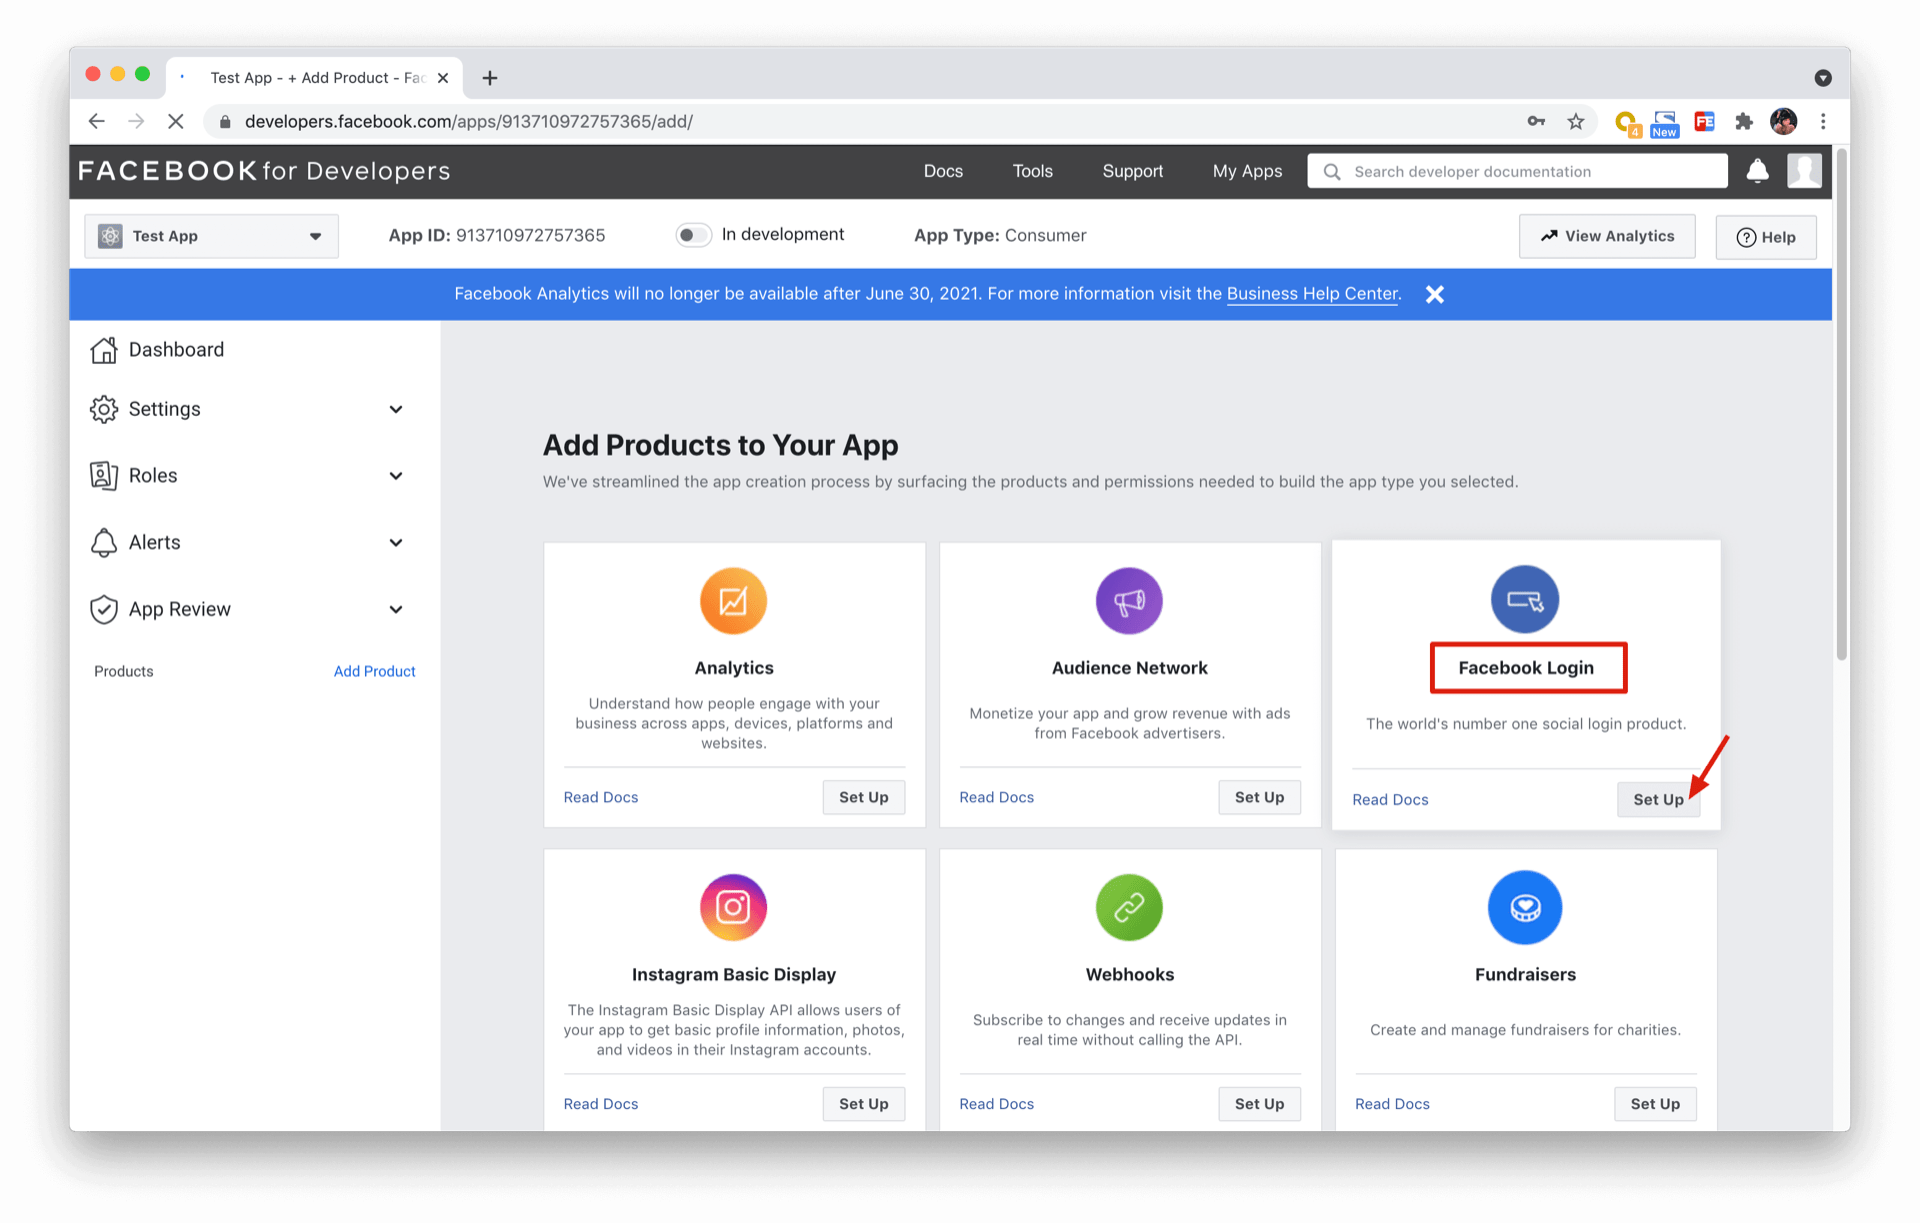 Test App - + Add Product - Fac
developers.facebook.com/apps/913710972757365/add/
4
New
FE
FACEBOOK for Developers
Docs
Tools
Support
My Apps
Search developer documentation
Test App
App ID: 913710972757365
In development
App Type: Consumer
View Analytics
Help
Facebook Analytics will no longer be available after June 30, 2021. For more information visit the Business Help Center.
Dashboard
Settings
Roles
Alerts
App Review
Products
Add Product
Add Products to Your App
We've streamlined the app creation process by surfacing the products and permissions needed to build the app type you selected.
Analytics
Understand how people engage with your
business across apps, devices, platforms and
websites.
Read Docs
Set Up
Audience Network
Monetize your app and grow revenue with ads
from Facebook advertisers.
Read Docs
Set Up
Facebook Login
The world's number one social login product.
Read Docs
Set Up
Instagram Basic Display
The Instagram Basic Display API allows users of
your app to get basic profile information, photos,
and videos in their Instagram accounts.
Read Docs
Set Up
Webhooks
Subscribe to changes and receive updates in
real time without calling the API.
Read Docs
Set Up
Fundraisers
Create and manage fundraisers for charities.
Read Docs
Set Up